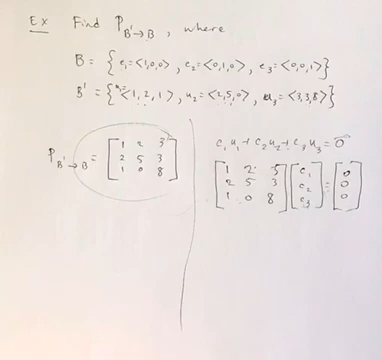 Ex Find P_{B'→B}, where
B = { e₁=<1,0,0>, e₂=<0,1,0>, e₃=<0,0,1>}
B' = {u₁=<1,2,1>, u₂=<2,5,0>, u₃=<3,3,8>}
P_{B'→B} = [1 2 3
2 5 3
1 0 8]
c₁u₁+c₂u₂+c₃u₃=0⃗
[1 2 3 ] [c₁ ] = [0
2 5 3 c₂ 0
1 0 8 c₃ 0]